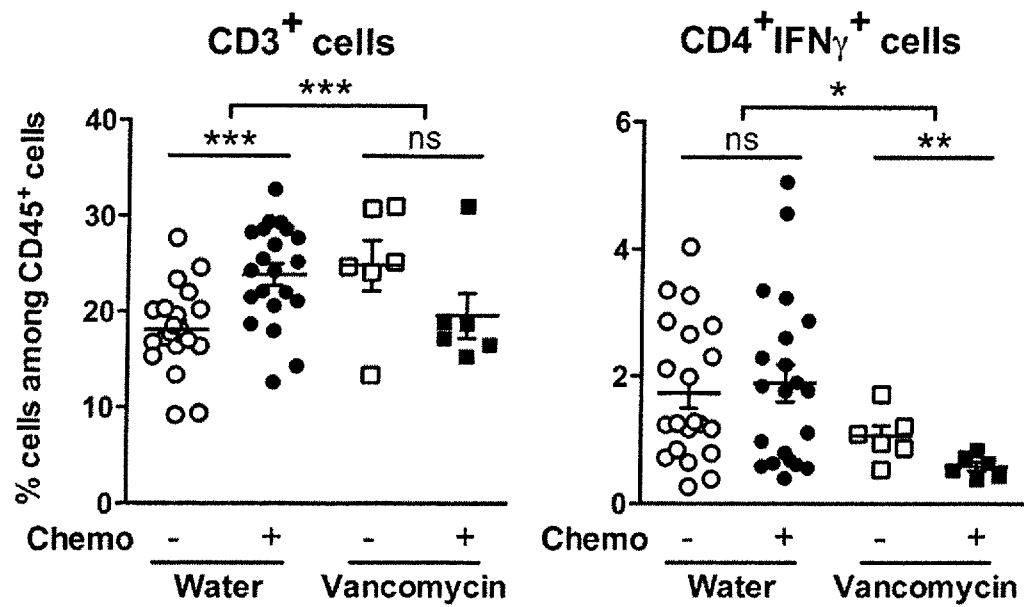 CD3+ cells
***
*** ns
% cells among CD45+ cells
40
30
20
10
0
Chemo - + - +
Water Vancomycin
CD4+IFNγ+ cells
*
ns **
6
4
2
0
Chemo - + - +
Water Vancomycin